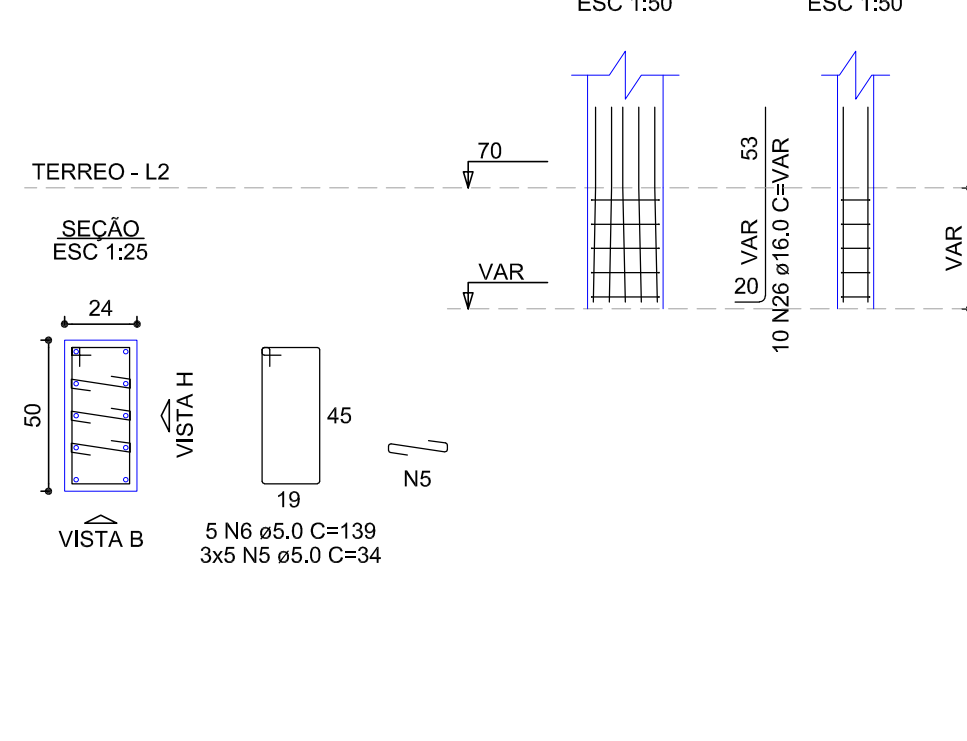 ESC 1:50
ESC 1:50
TERREO - L2
70
53
SEÇÃO
ESC 1:25
VAR
VAR
20
10 N26 ø16.0 C=VAR
VAR
24
50
VISTA H
45
N5
19
VISTA B
5 N6 ø5.0 C=139
3x5 N5 ø5.0 C=34